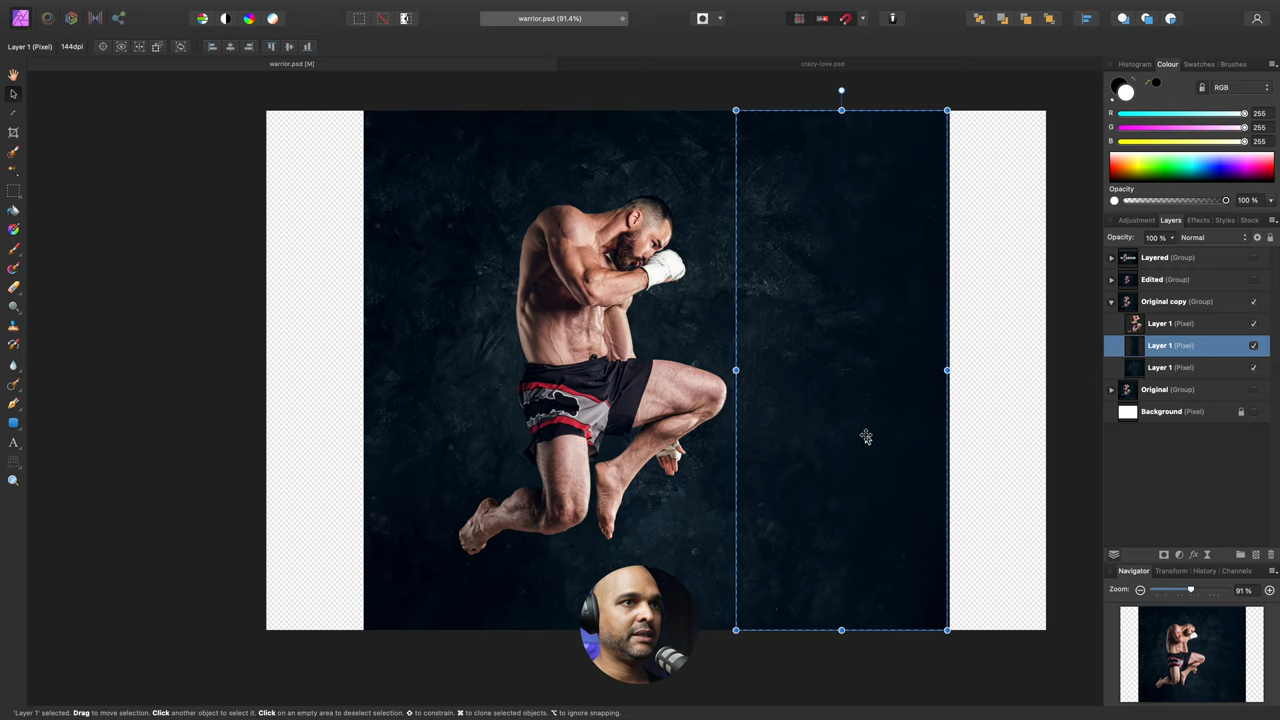 warrior.psd (91.4%)
Layer 1 (Pixel)
144dpi
warrior.psd [M]
crazy-love.psd
Histogram
Colour
Swatches
Brushes
RGB
R
255
G
255
B
255
Opacity
100 %
Adjustment
Layers
Effects
Styles
Stock
Opacity:
100 %
Normal
Layered (Group)
Edited (Group)
Original copy (Group)
Layer 1 (Pixel)
Layer 1 (Pixel)
Layer 1 (Pixel)
Original (Group)
Background (Pixel)
fx
Navigator
Transform
History
Channels
Zoom:
91 %
A
'Layer 1' selected. Drag to move selection. Click another object to select it. Click on an empty area to deselect selection. ⇧ to constrain. ⌘ to clone selected objects. ⌥ to ignore snapping.